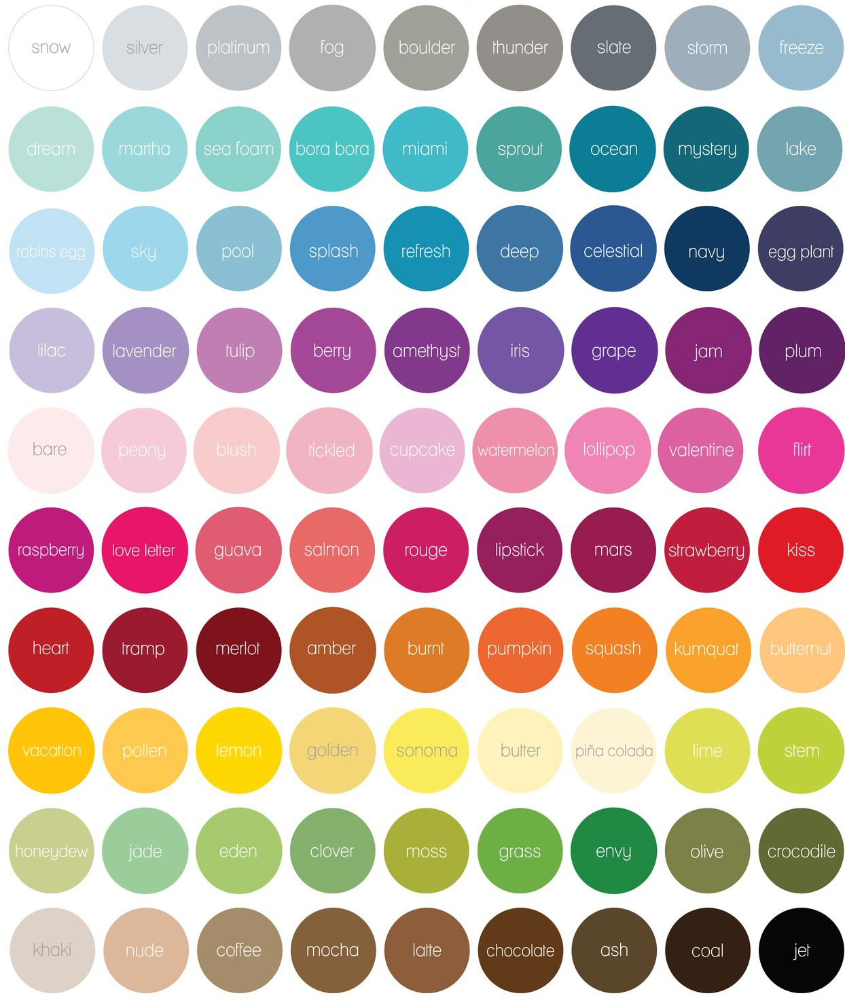 snow silver platinum fog boulder thunder slate storm freeze
dream martha sea foam bora bora miami sprout ocean mystery lake
robins egg sky pool splash refresh deep celestial navy egg plant
lilac lavender tulip berry amethyst iris grape jam plum
bare peony blush tickled cupcake watermelon lollipop valentine flirt
raspberry love letter guava salmon rouge lipstick mars strawberry kiss
heart tramp merlot amber burnt pumpkin squash kumquat butternut
vacation pollen lemon golden sonoma butter piña colada lime stem
honeydew jade eden clover moss grass envy olive crocodile
khaki nude coffee mocha latte chocolate ash coal jet